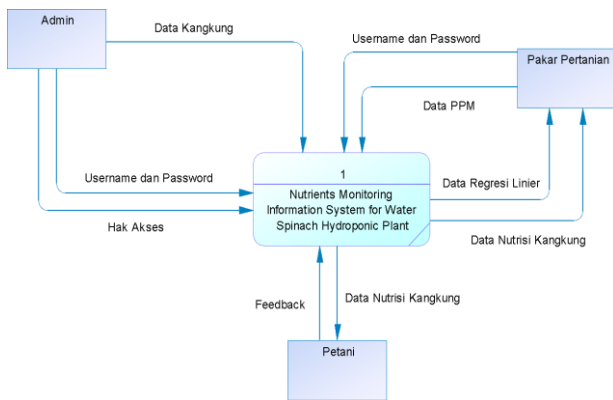 Admin
Data Kangkung
Username dan Password
Pakar Pertanian
Data PPM
1
Nutrients Monitoring
Information System for Water
Spinach Hydroponic Plant
Username dan Password
Hak Akses
Data Regresi Linier
Data Nutrisi Kangkung
Feedback
Data Nutrisi Kangkung
Petani